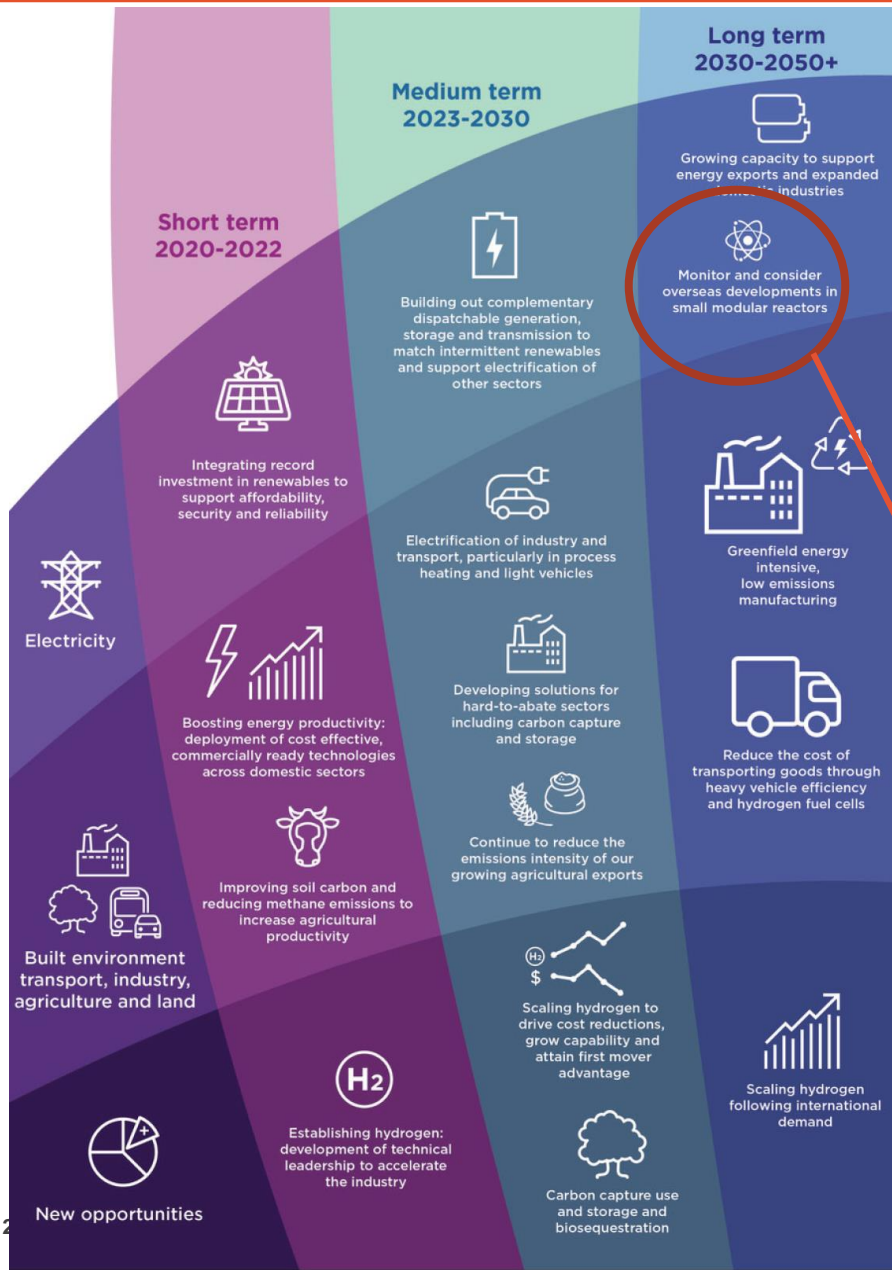 Long term
2030-2050+
Medium term
2023-2030
Short term
2020-2022
Growing capacity to support
energy exports and expanded
domestic industries
Monitor and consider
overseas developments in
small modular reactors
Building out complementary
dispatchable generation,
storage and transmission to
match intermittent renewables
and support electrification of
other sectors
Integrating record
investment in renewables to
support affordability,
security and reliability
Electricity
Electrification of industry and
transport, particularly in process
heating and light vehicles
Greenfield energy
intensive,
low emissions
manufacturing
Boosting energy productivity:
deployment of cost effective,
commercially ready technologies
across domestic sectors
Developing solutions for
hard-to-abate sectors
including carbon capture
and storage
Reduce the cost of
transporting goods through
heavy vehicle efficiency
and hydrogen fuel cells
Improving soil carbon and
reducing methane emissions to
increase agricultural
productivity
Continue to reduce the
emissions intensity of our
growing agricultural exports
Built environment
transport, industry,
agriculture and land
H2
$
Scaling hydrogen to
drive cost reductions,
grow capability and
attain first mover
advantage
Scaling hydrogen
following international
demand
H2
Establishing hydrogen:
development of technical
leadership to accelerate
the industry
Carbon capture use
and storage and
biosequestration
New opportunities